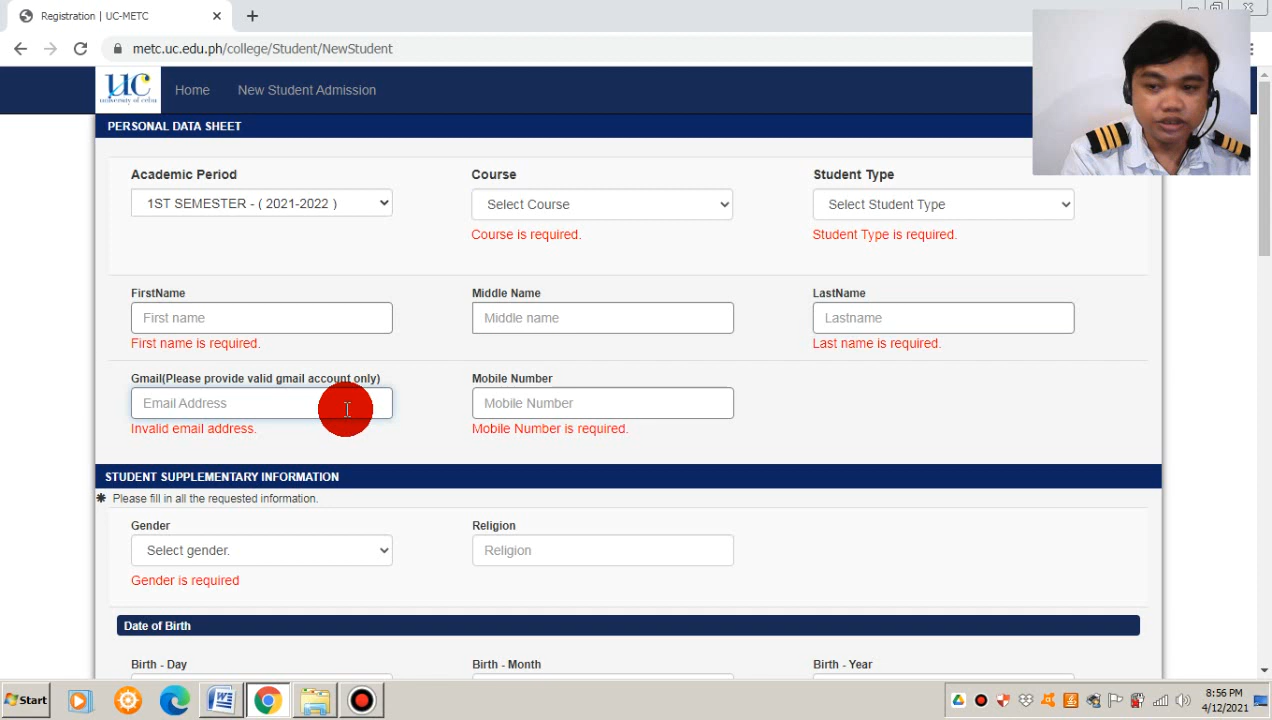 Registration | UC-METC
metc.uc.edu.ph/college/Student/NewStudent
UC
university of cebu
Home
New Student Admission
PERSONAL DATA SHEET
Academic Period
Course
Student Type
1ST SEMESTER - ( 2021-2022 )
Select Course
Select Student Type
Course is required.
Student Type is required.
FirstName
Middle Name
LastName
First name
Middle name
Lastname
First name is required.
Last name is required.
Gmail(Please provide valid gmail account only)
Mobile Number
Email Address
Mobile Number
Invalid email address.
Mobile Number is required.
STUDENT SUPPLEMENTARY INFORMATION
✱ Please fill in all the requested information.
Gender
Religion
Select gender.
Religion
Gender is required
Date of Birth
Birth - Day
Birth - Month
Birth - Year
Start
8:56 PM
4/12/2021